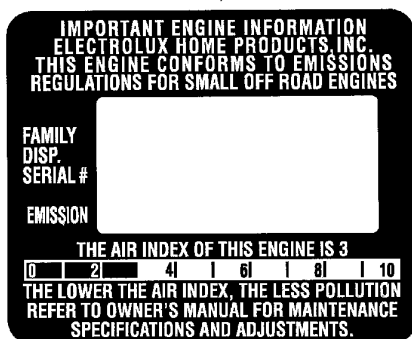 IMPORTANT ENGINE INFORMATION
ELECTROLUX HOME PRODUCTS, INC.
THIS ENGINE CONFORMS TO EMISSIONS
REGULATIONS FOR SMALL OFF ROAD ENGINES
FAMILY
DISP.
SERIAL #
EMISSION
THE AIR INDEX OF THIS ENGINE IS 3
0 2 4 6 8 10
THE LOWER THE AIR INDEX, THE LESS POLLUTION
REFER TO OWNER'S MANUAL FOR MAINTENANCE
SPECIFICATIONS AND ADJUSTMENTS.